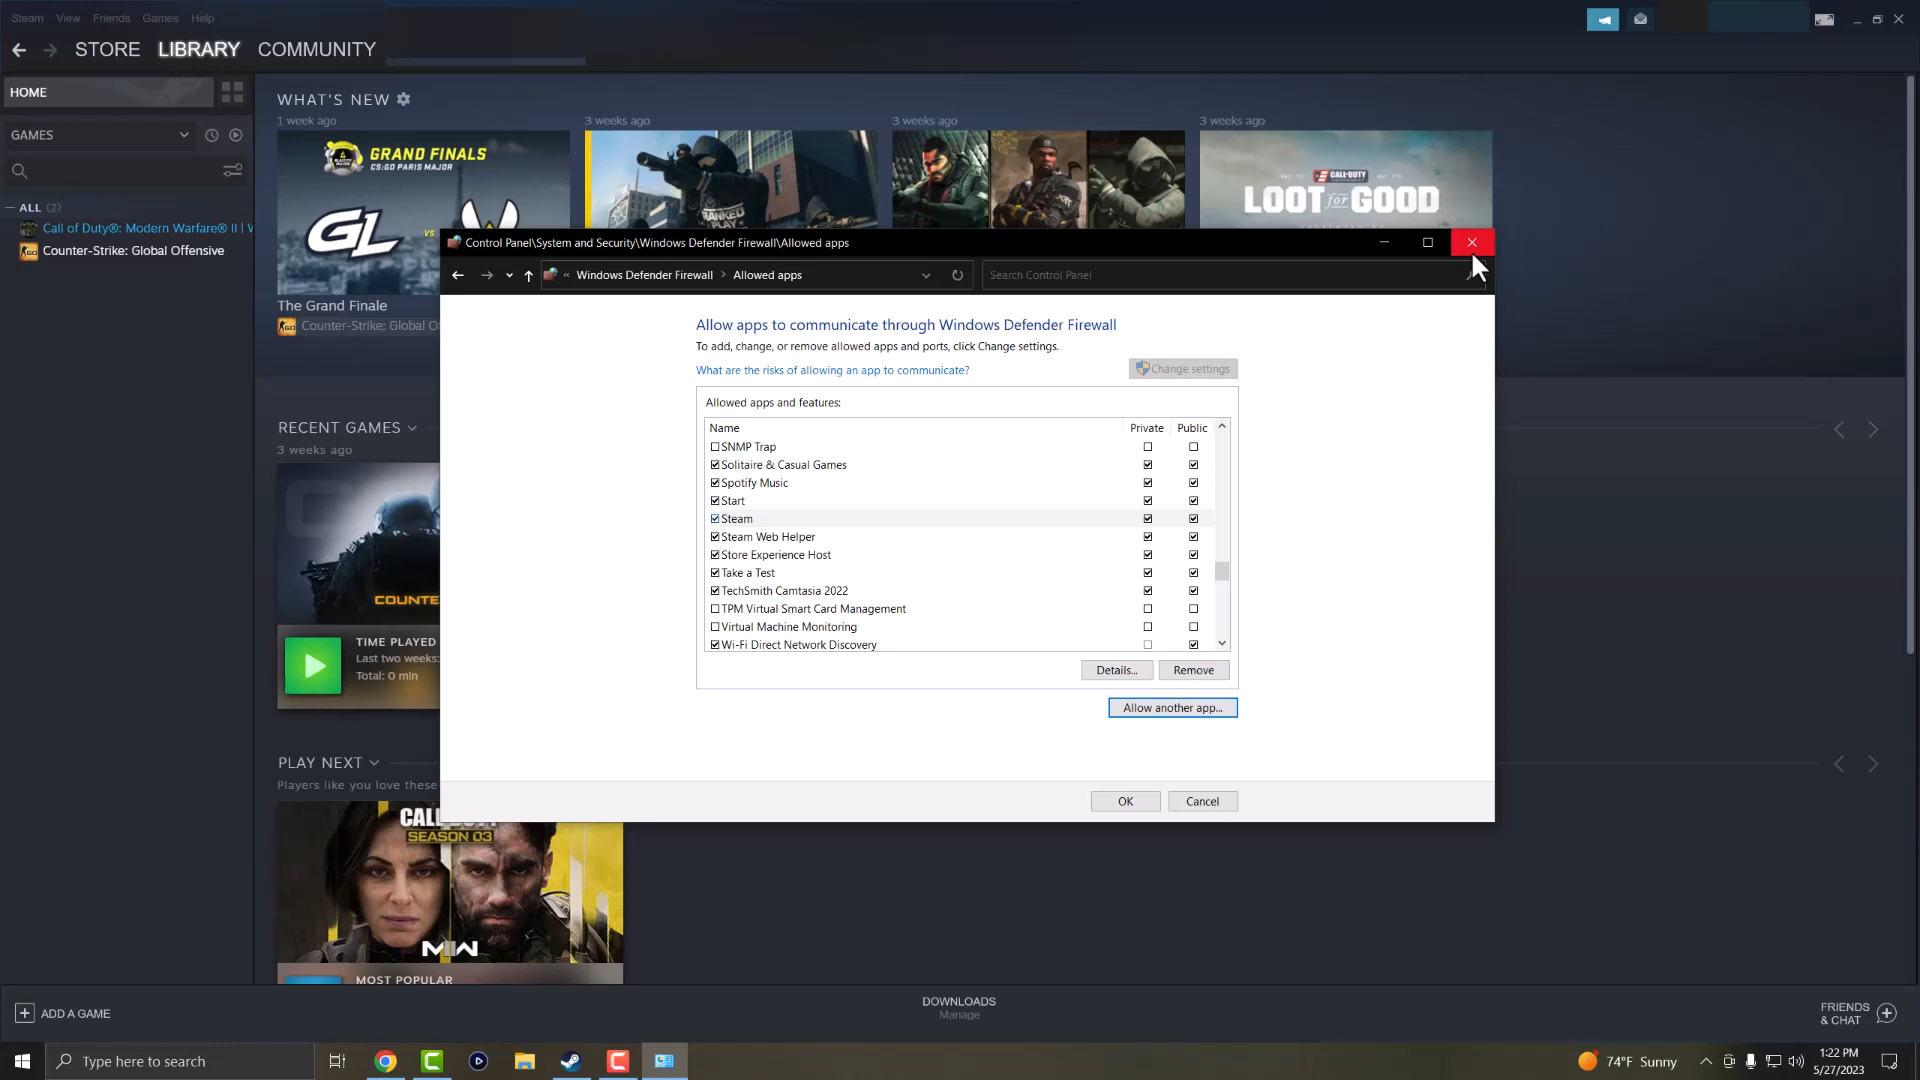 Steam View Friends Games Help
STORE LIBRARY COMMUNITY
HOME
GAMES
ALL (2)
Call of Duty®: Modern Warfare® II | W
Counter-Strike: Global Offensive
WHAT'S NEW
1 week ago
3 weeks ago
3 weeks ago
3 weeks ago
GRAND FINALS
CS:GO PARIS MAJOR
GL
VS
RANKED
CALL OF DUTY
LOOT for GOOD
The Grand Finale
Counter-Strike: Global O
RECENT GAMES
3 weeks ago
COUNTE
TIME PLAYED
Last two weeks:
Total: 0 min
PLAY NEXT
Players like you love these
CALL OF DUTY
SEASON 03
MW
MOST POPULAR
Control Panel\System and Security\Windows Defender Firewall\Allowed apps
« Windows Defender Firewall › Allowed apps
Search Control Panel
Allow apps to communicate through Windows Defender Firewall
To add, change, or remove allowed apps and ports, click Change settings.
What are the risks of allowing an app to communicate?
Change settings
Allowed apps and features:
Name Private Public
SNMP Trap
Solitaire & Casual Games
Spotify Music
Start
Steam
Steam Web Helper
Store Experience Host
Take a Test
TechSmith Camtasia 2022
TPM Virtual Smart Card Management
Virtual Machine Monitoring
Wi-Fi Direct Network Discovery
Details... Remove
Allow another app...
OK Cancel
ADD A GAME
DOWNLOADS
Manage
FRIENDS
& CHAT
Type here to search
74°F Sunny
1:22 PM
5/27/2023